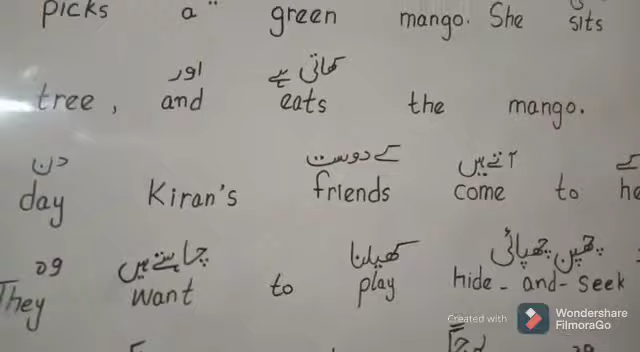 picks a green mango. She sits
اور کھاتی ہے
tree, and eats the mango.
دن کے دوست آتے ہیں کے
day Kiran's friends come to he
وہ چاہتے ہیں کھیلنا چھپن چھپائی
They want to play hide-and-seek
Created with Wondershare FilmoraGo
وہ